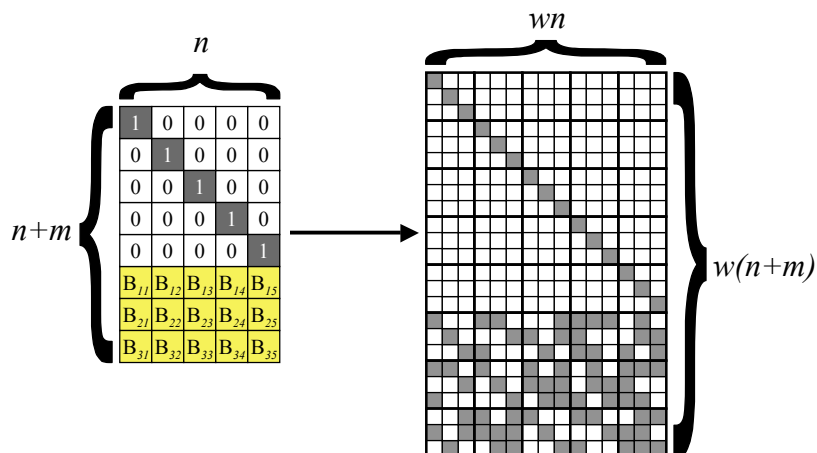 n
wn
1 0 0 0 0
0 1 0 0 0
0 0 1 0 0
n+m
0 0 0 1 0
0 0 0 0 1
w(n+m)
B11 B12 B13 B14 B15
B21 B22 B23 B24 B25
B31 B32 B33 B34 B35